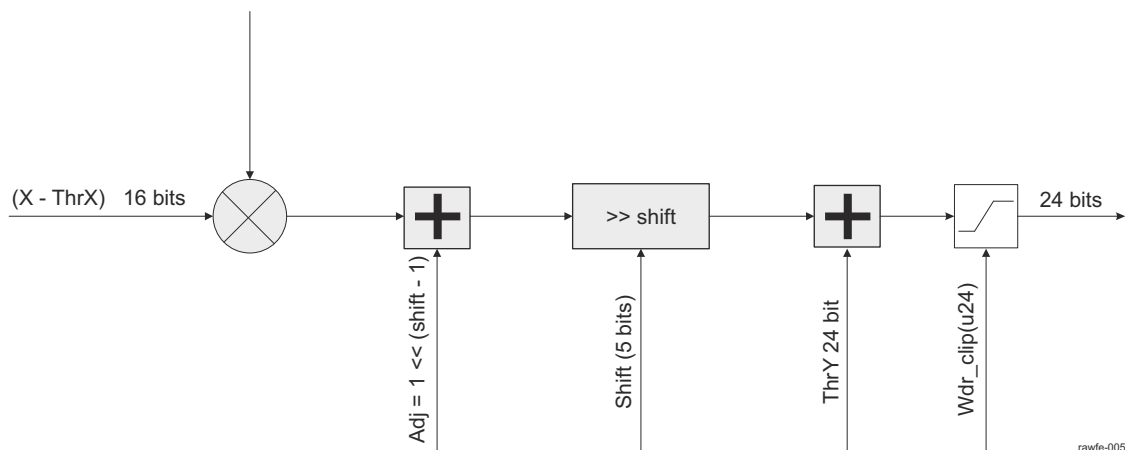 (X - ThrX) 16 bits
>> shift
24 bits
Adj = 1 << (shift - 1)
Shift (5 bits)
ThrY 24 bit
Wdr_clip(u24)
rawfe-005